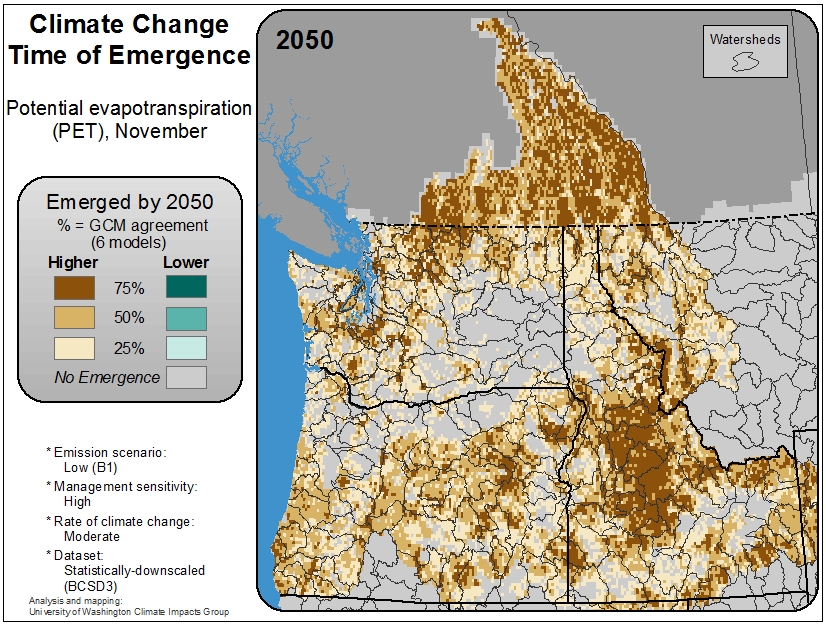 Climate Change
Time of Emergence
Potential evapotranspiration
(PET), November
Emerged by 2050
% = GCM agreement
(6 models)
Higher Lower
75%
50%
25%
No Emergence
* Emission scenario:
Low (B1)
* Management sensitivity:
High
* Rate of climate change:
Moderate
* Dataset:
Statistically-downscaled
(BCSD3)
Analysis and mapping:
University of Washington Climate Impacts Group
2050
Watersheds